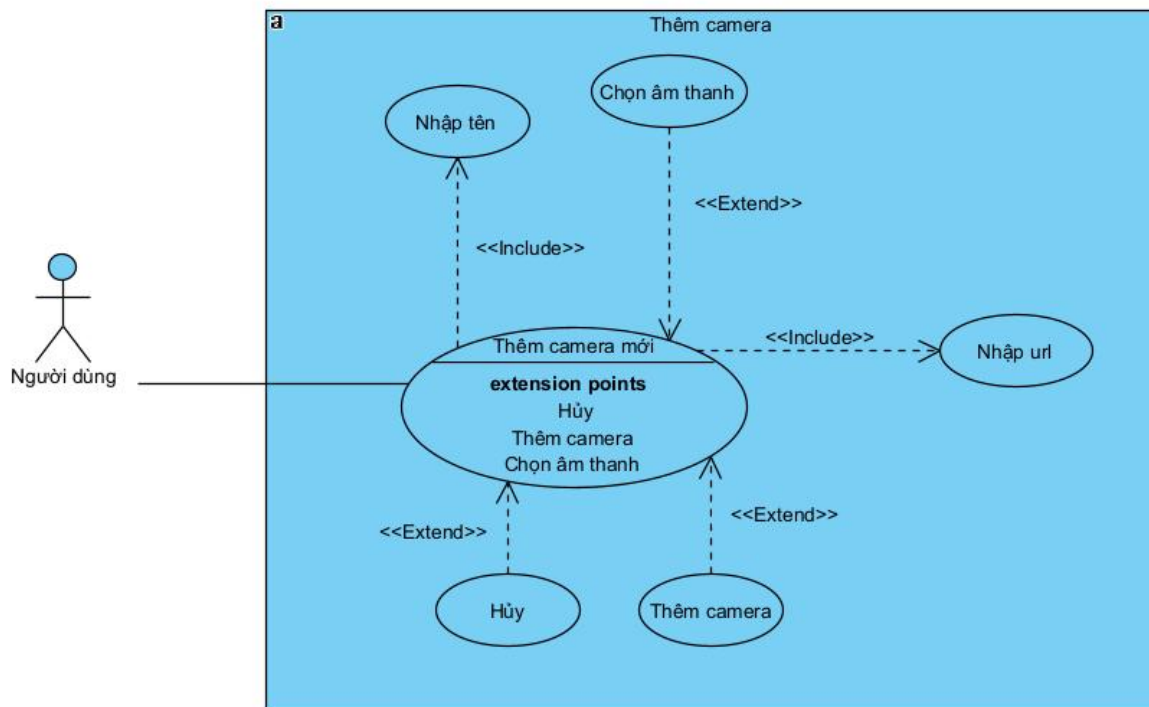 a
Thêm camera
Chọn âm thanh
Nhập tên
<<Extend>>
<<Include>>
Thêm camera mới
<<Include>>
Nhập url
Người dùng
extension points
Hủy
Thêm camera
Chọn âm thanh
<<Extend>>
<<Extend>>
Hủy
Thêm camera